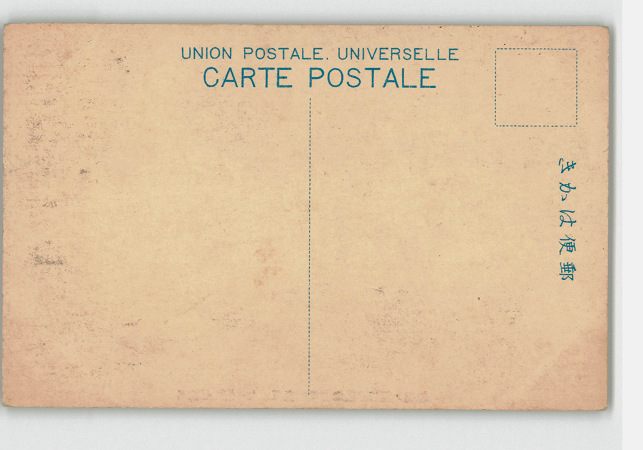 UNION POSTALE. UNIVERSELLE
CARTE POSTALE
郵便はかき